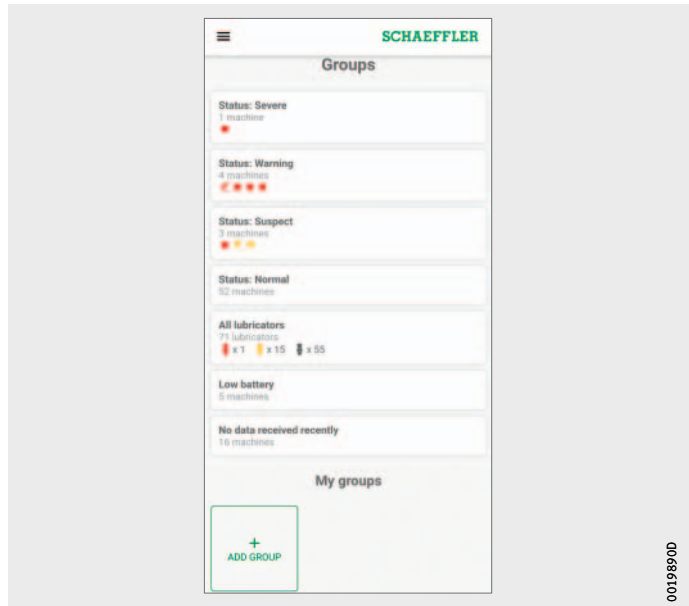 SCHAEFFLER
Groups
Status: Severe
1 machine
Status: Warning
4 machines
Status: Suspect
3 machines
Status: Normal
52 machines
All lubricators
71 lubricators
x 1 x 15 x 55
Low battery
5 machines
No data received recently
16 machines
My groups
+
ADD GROUP
0019890D